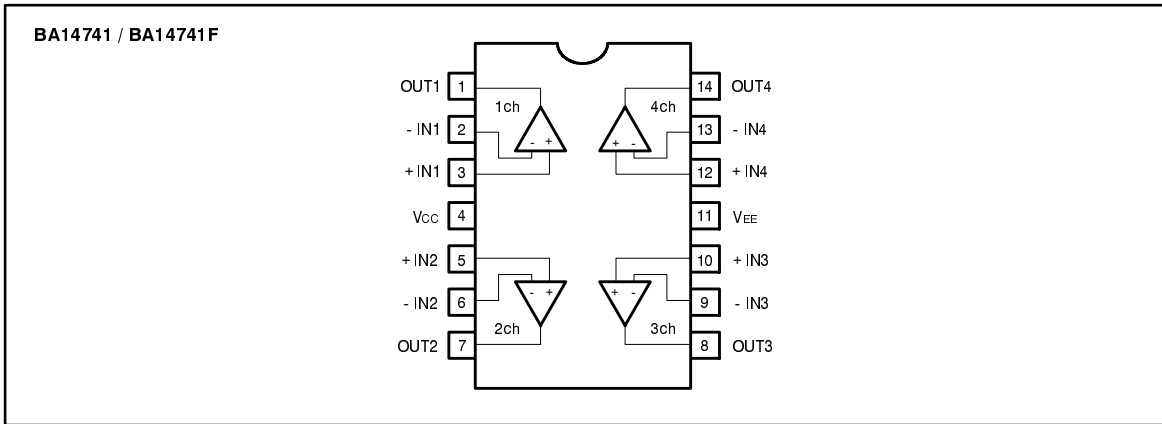 BA14741 / BA14741F
OUT1 1 14 OUT4
1ch 4ch
- IN1 2 13 - IN4
- + + -
+ IN1 3 12 + IN4
VCC 4 11 VEE
+ IN2 5 10 + IN3
- + + -
- IN2 6 9 - IN3
2ch 3ch
OUT2 7 8 OUT3